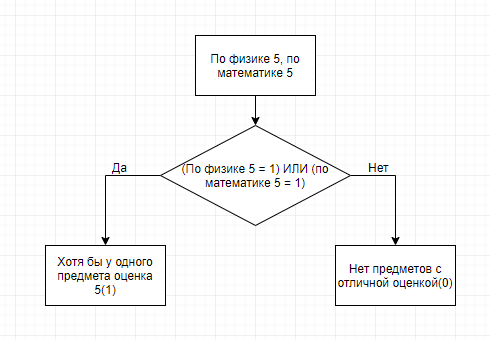 По физике 5, по
математике 5
Да
(По физике 5 = 1) ИЛИ (по
математике 5 = 1)
Нет
Хотя бы у одного
предмета оценка
5(1)
Нет предметов с
отличной оценкой(0)